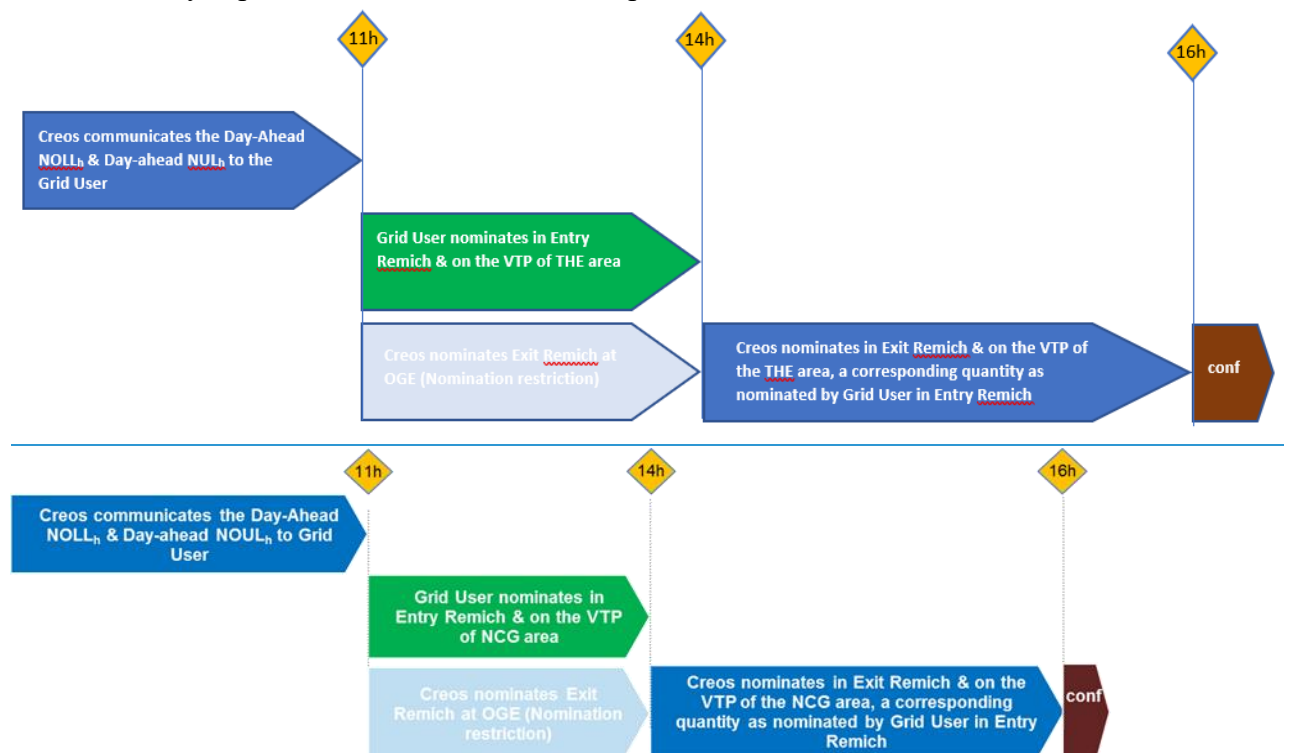 11h
14h
16h
Creos communicates the Day-Ahead
NOLLh & Day-ahead NULh to the
Grid User
Grid User nominates in Entry
Remich & on the VTP of THE area
Creos nominates Exit Remich at
OGE (Nomination restriction)
Creos nominates in Exit Remich & on the VTP of
the THE area, a corresponding quantity as
nominated by Grid User in Entry Remich
conf
11h
14h
16h
Creos communicates the Day-Ahead
NOLLh & Day-ahead NOULh to Grid
User
Grid User nominates in
Entry Remich & on the VTP
of NCG area
Creos nominates Exit
Remich at OGE (Nomination
restriction)
Creos nominates in Exit Remich & on the
VTP of the NCG area, a corresponding
quantity as nominated by Grid User in Entry
Remich
conf